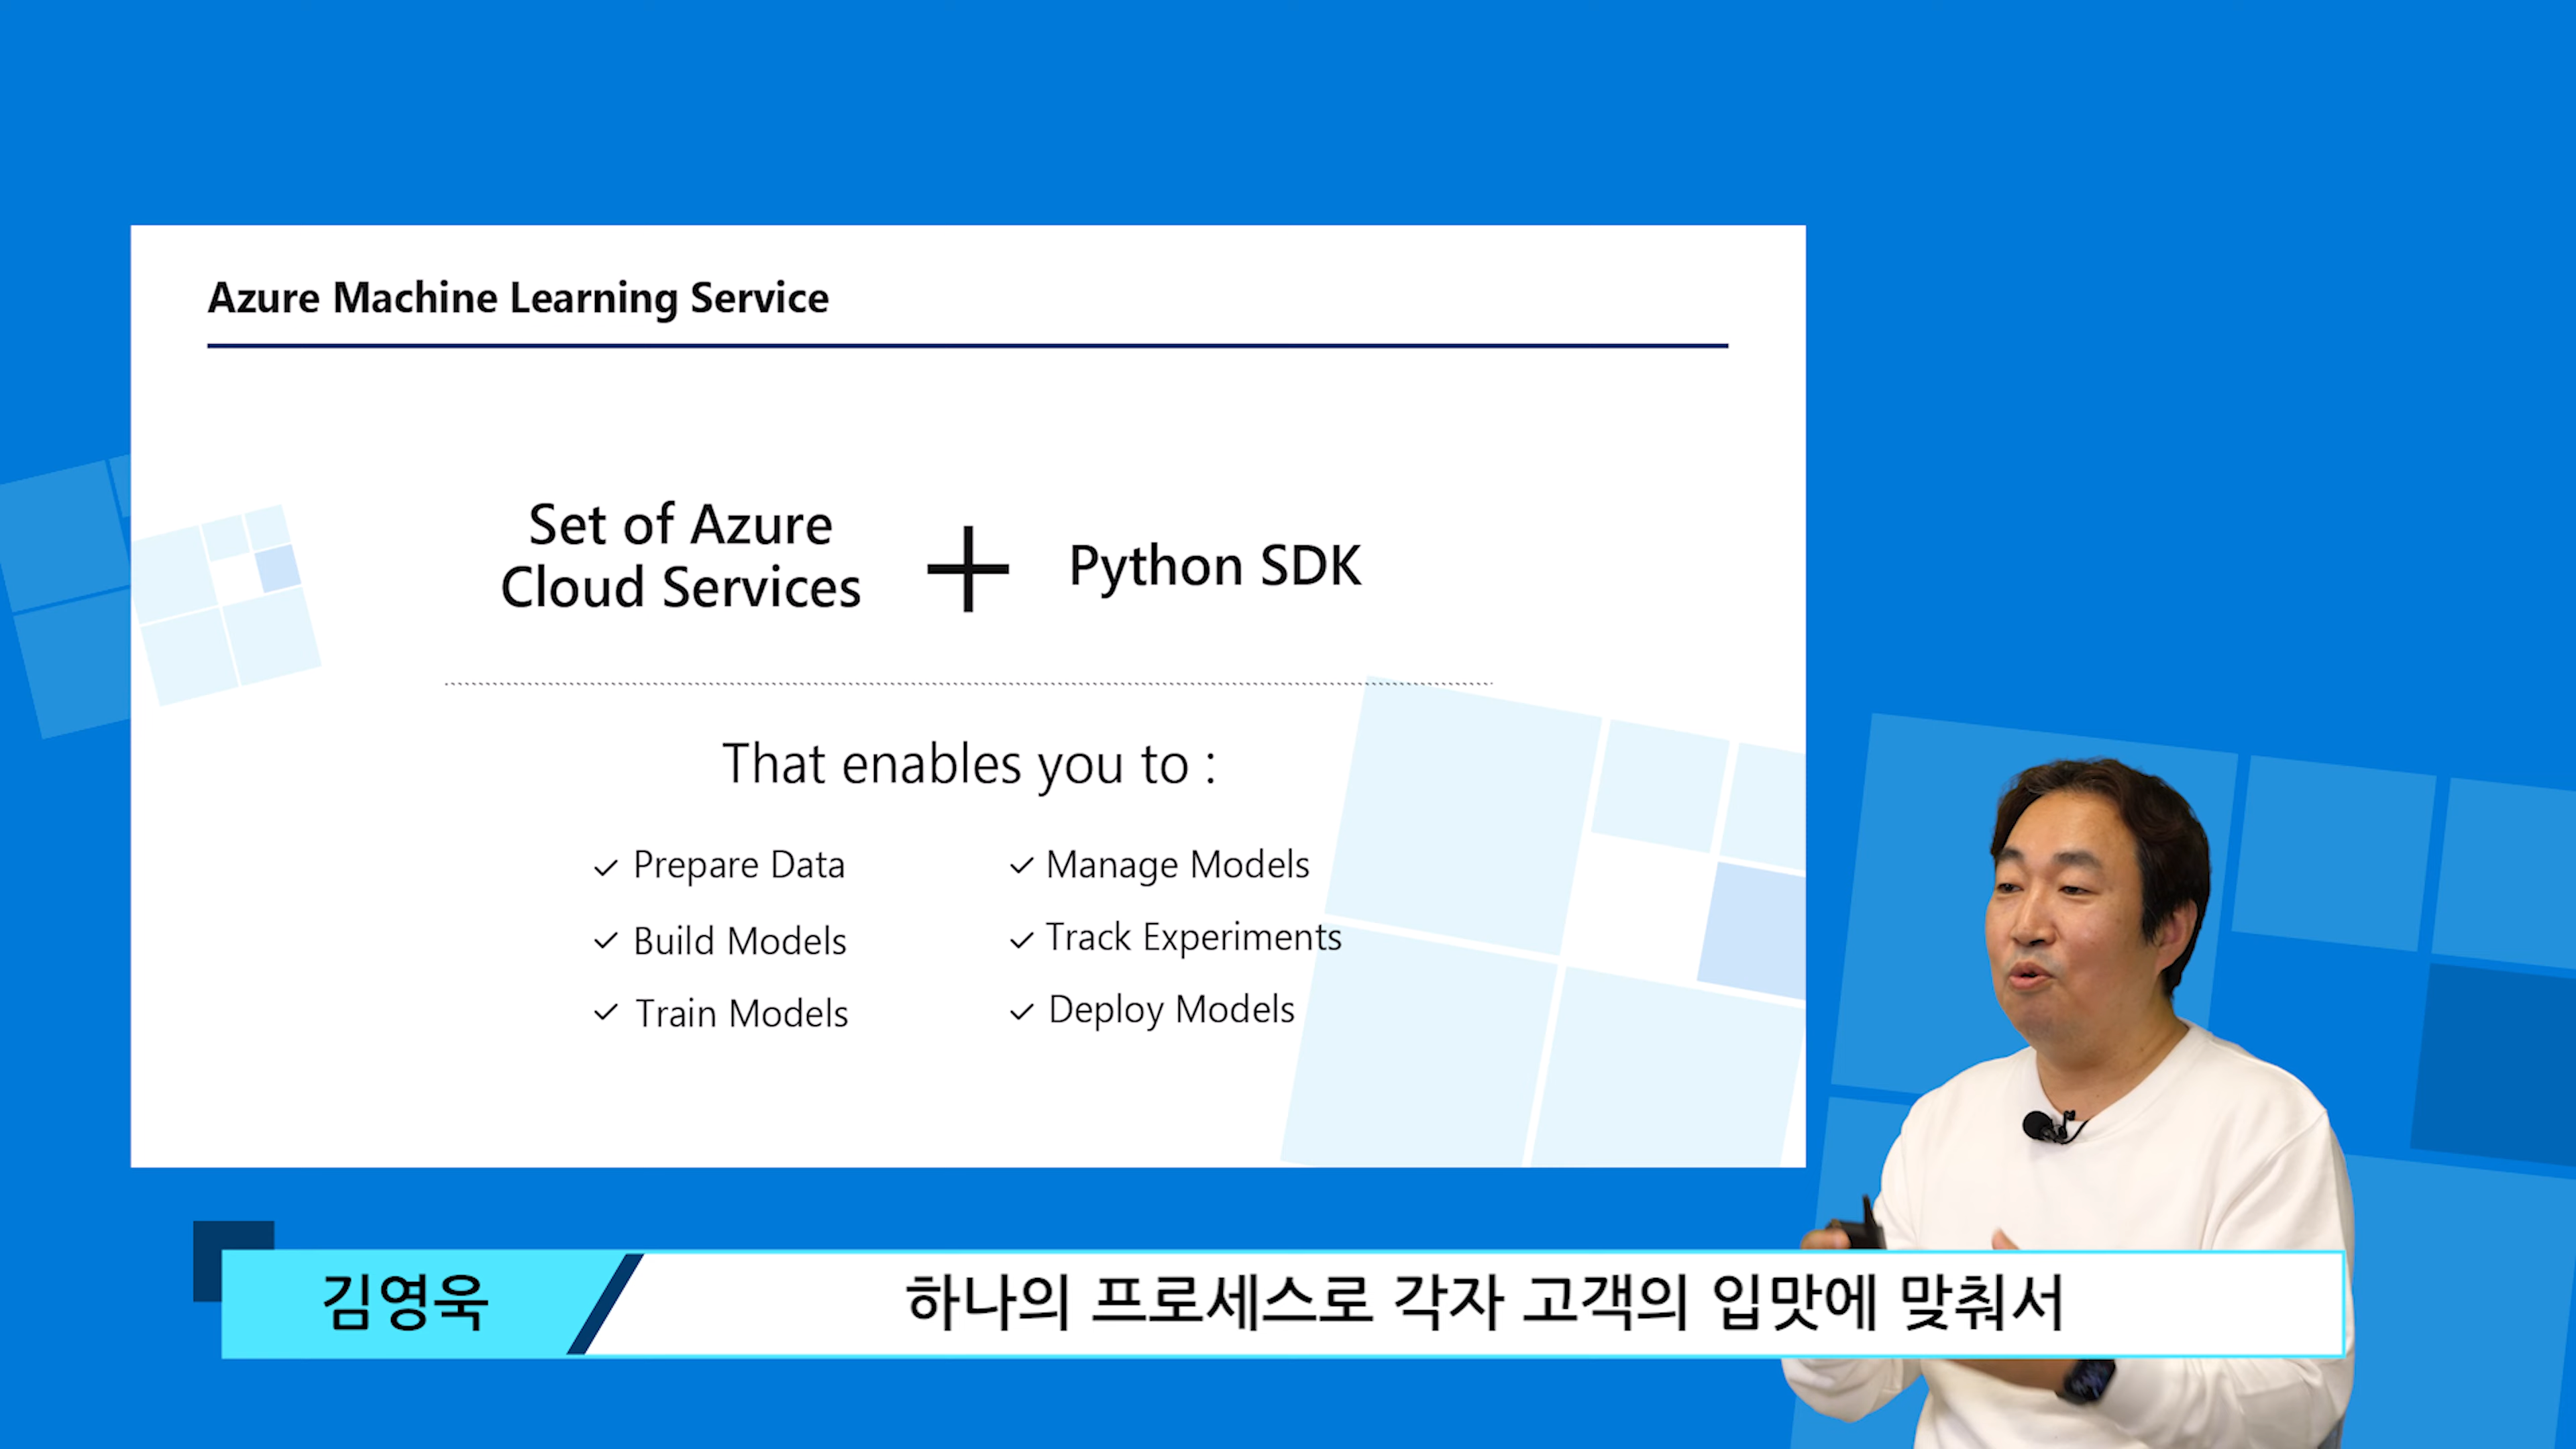 Azure Machine Learning Service
Set of Azure
Cloud Services
+
Python SDK
That enables you to :
✓ Prepare Data
✓ Build Models
✓ Train Models
✓ Manage Models
✓ Track Experiments
✓ Deploy Models
김영욱
하나의 프로세스로 각자 고객의 입맛에 맞춰서